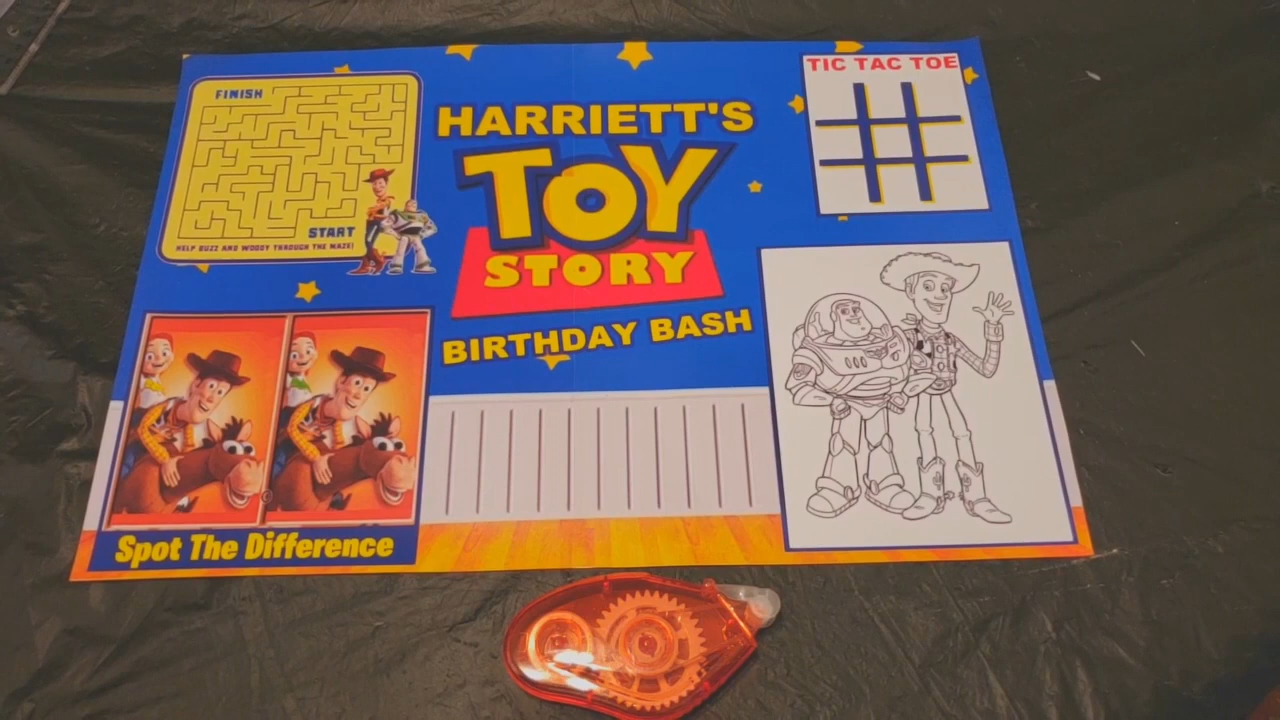 FINISH
START
HELP BUZZ AND WOODY THROUGH THE MAZE!
HARRIETT'S
TOY
STORY
BIRTHDAY BASH
TIC TAC TOE
Spot The Difference